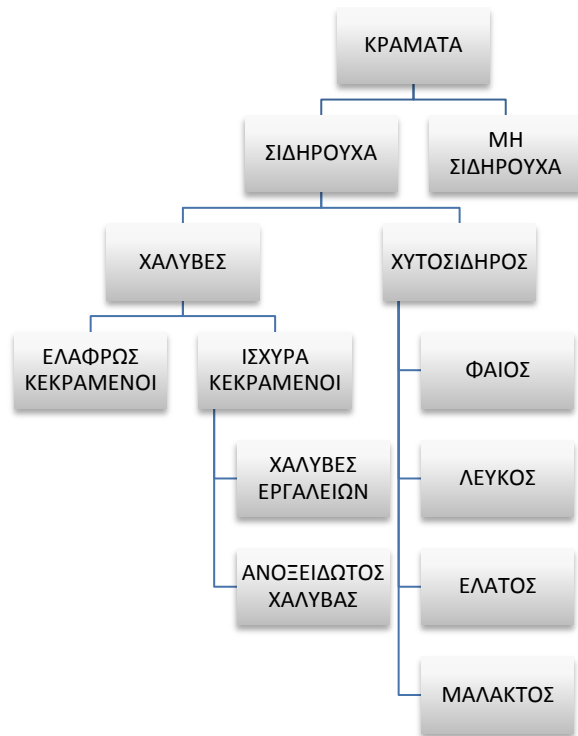 ΚΡΑΜΑΤΑ
ΣΙΔΗΡΟΥΧΑ
ΜΗ
ΣΙΔΗΡΟΥΧΑ
ΧΑΛΥΒΕΣ
ΧΥΤΟΣΙΔΗΡΟΣ
ΕΛΑΦΡΩΣ
ΚΕΚΡΑΜΕΝΟΙ
ΙΣΧΥΡΑ
ΚΕΚΡΑΜΕΝΟΙ
ΧΑΛΥΒΕΣ
ΕΡΓΑΛΕΙΩΝ
ΑΝΟΞΕΙΔΩΤΟΣ
ΧΑΛΥΒΑΣ
ΦΑΙΟΣ
ΛΕΥΚΟΣ
ΕΛΑΤΟΣ
ΜΑΛΑΚΤΟΣ